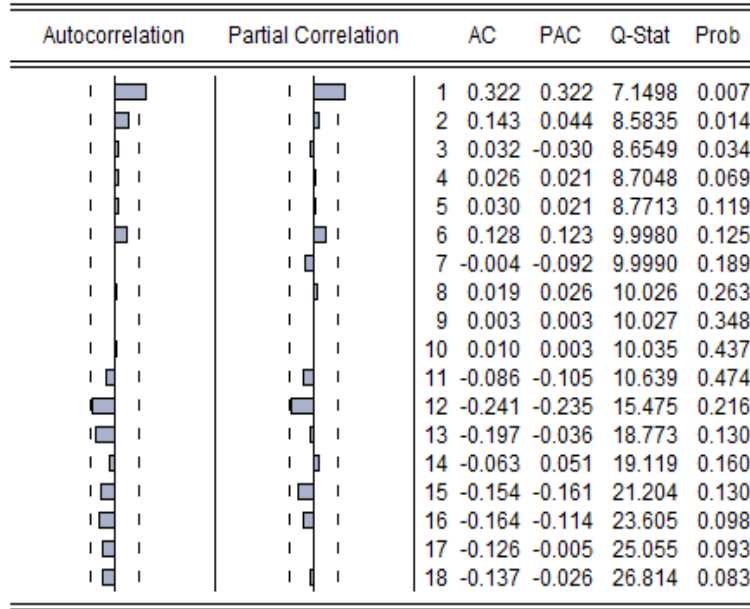 Autocorrelation Partial Correlation AC PAC Q-Stat Prob
1 0.322 0.322 7.1498 0.007
2 0.143 0.044 8.5835 0.014
3 0.032 -0.030 8.6549 0.034
4 0.026 0.021 8.7048 0.069
5 0.030 0.021 8.7713 0.119
6 0.128 0.123 9.9980 0.125
7 -0.004 -0.092 9.9990 0.189
8 0.019 0.026 10.026 0.263
9 0.003 0.003 10.027 0.348
10 0.010 0.003 10.035 0.437
11 -0.086 -0.105 10.639 0.474
12 -0.241 -0.235 15.475 0.216
13 -0.197 -0.036 18.773 0.130
14 -0.063 0.051 19.119 0.160
15 -0.154 -0.161 21.204 0.130
16 -0.164 -0.114 23.605 0.098
17 -0.126 -0.005 25.055 0.093
18 -0.137 -0.026 26.814 0.083